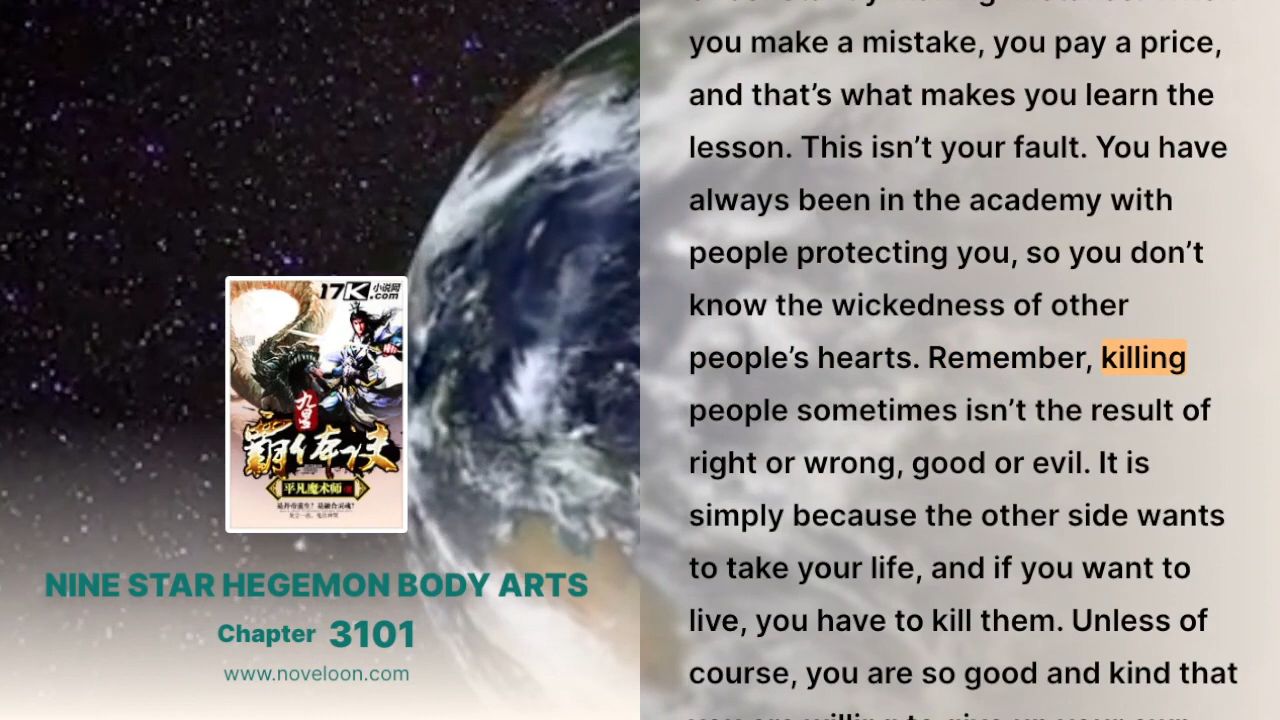 17K小说网
.com
九星
霸体诀
平凡魔术师
NINE STAR HEGEMON BODY ARTS
Chapter 3101
www.noveloon.com
you make a mistake, you pay a price,
and that’s what makes you learn the
lesson. This isn’t your fault. You have
always been in the academy with
people protecting you, so you don’t
know the wickedness of other
people’s hearts. Remember, killing
people sometimes isn’t the result of
right or wrong, good or evil. It is
simply because the other side wants
to take your life, and if you want to
live, you have to kill them. Unless of
course, you are so good and kind that